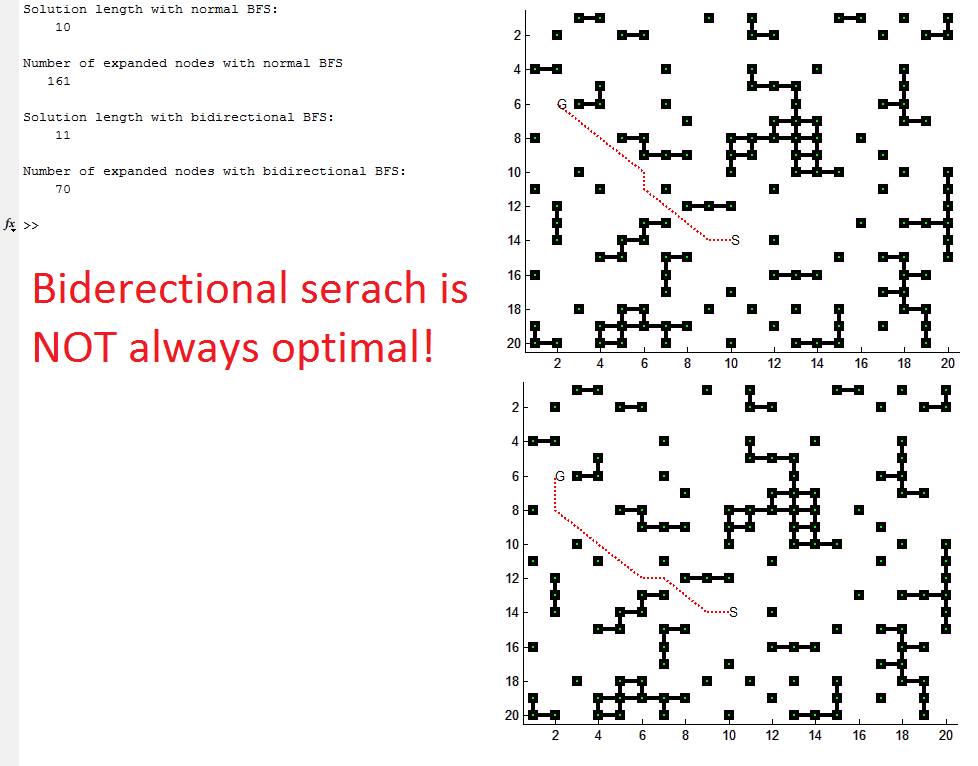 Solution length with normal BFS:
10
Number of expanded nodes with normal BFS
161
Solution length with bidirectional BFS:
11
Number of expanded nodes with bidirectional BFS:
70
fx >>
Biderectional serach is
NOT always optimal!
2
4
6
8
10
12
14
16
18
20
G
S
2 4 6 8 10 12 14 16 18 20
2
4
6
8
10
12
14
16
18
20
G
S
2 4 6 8 10 12 14 16 18 20